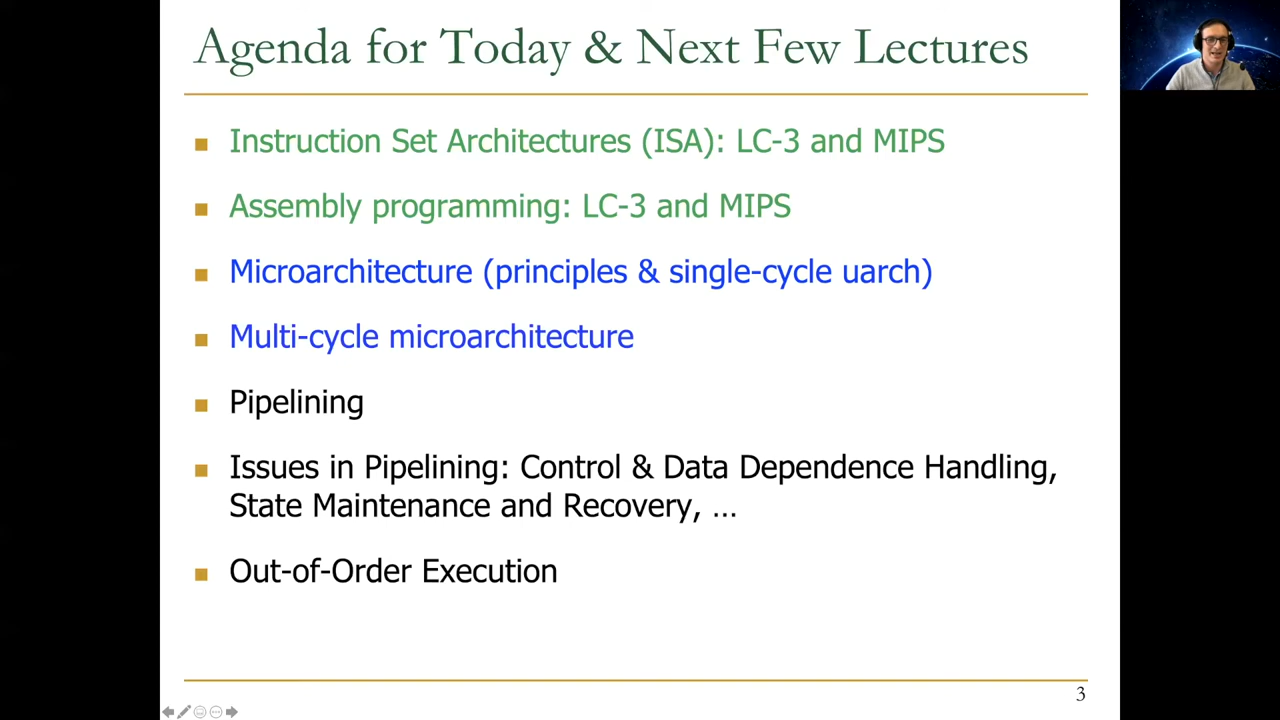 Agenda for Today & Next Few Lectures
Instruction Set Architectures (ISA): LC-3 and MIPS
Assembly programming: LC-3 and MIPS
Microarchitecture (principles & single-cycle uarch)
Multi-cycle microarchitecture
Pipelining
Issues in Pipelining: Control & Data Dependence Handling,
State Maintenance and Recovery, …
Out-of-Order Execution
3